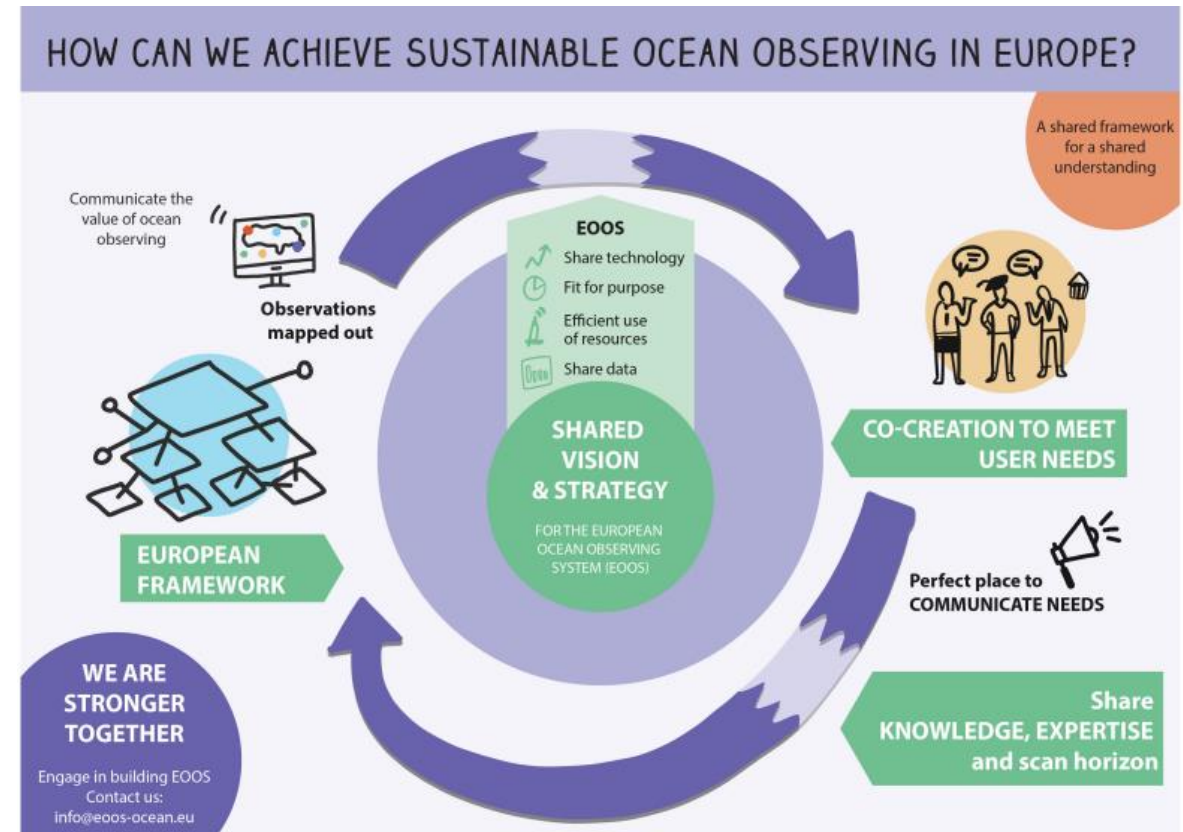 HOW CAN WE ACHIEVE SUSTAINABLE OCEAN OBSERVING IN EUROPE?
A shared framework
for a shared
understanding
Communicate the
value of ocean
observing
Observations
mapped out
EOOS
Share technology
Fit for purpose
Efficient use
of resources
Open
Share data
SHARED
VISION
& STRATEGY
FOR THE EUROPEAN
OCEAN OBSERVING
SYSTEM (EOOS)
CO-CREATION TO MEET
USER NEEDS
EUROPEAN
FRAMEWORK
Perfect place to
COMMUNICATE NEEDS
Share
KNOWLEDGE, EXPERTISE
and scan horizon
WE ARE
STRONGER
TOGETHER
Engage in building EOOS
Contact us:
info@eoos-ocean.eu